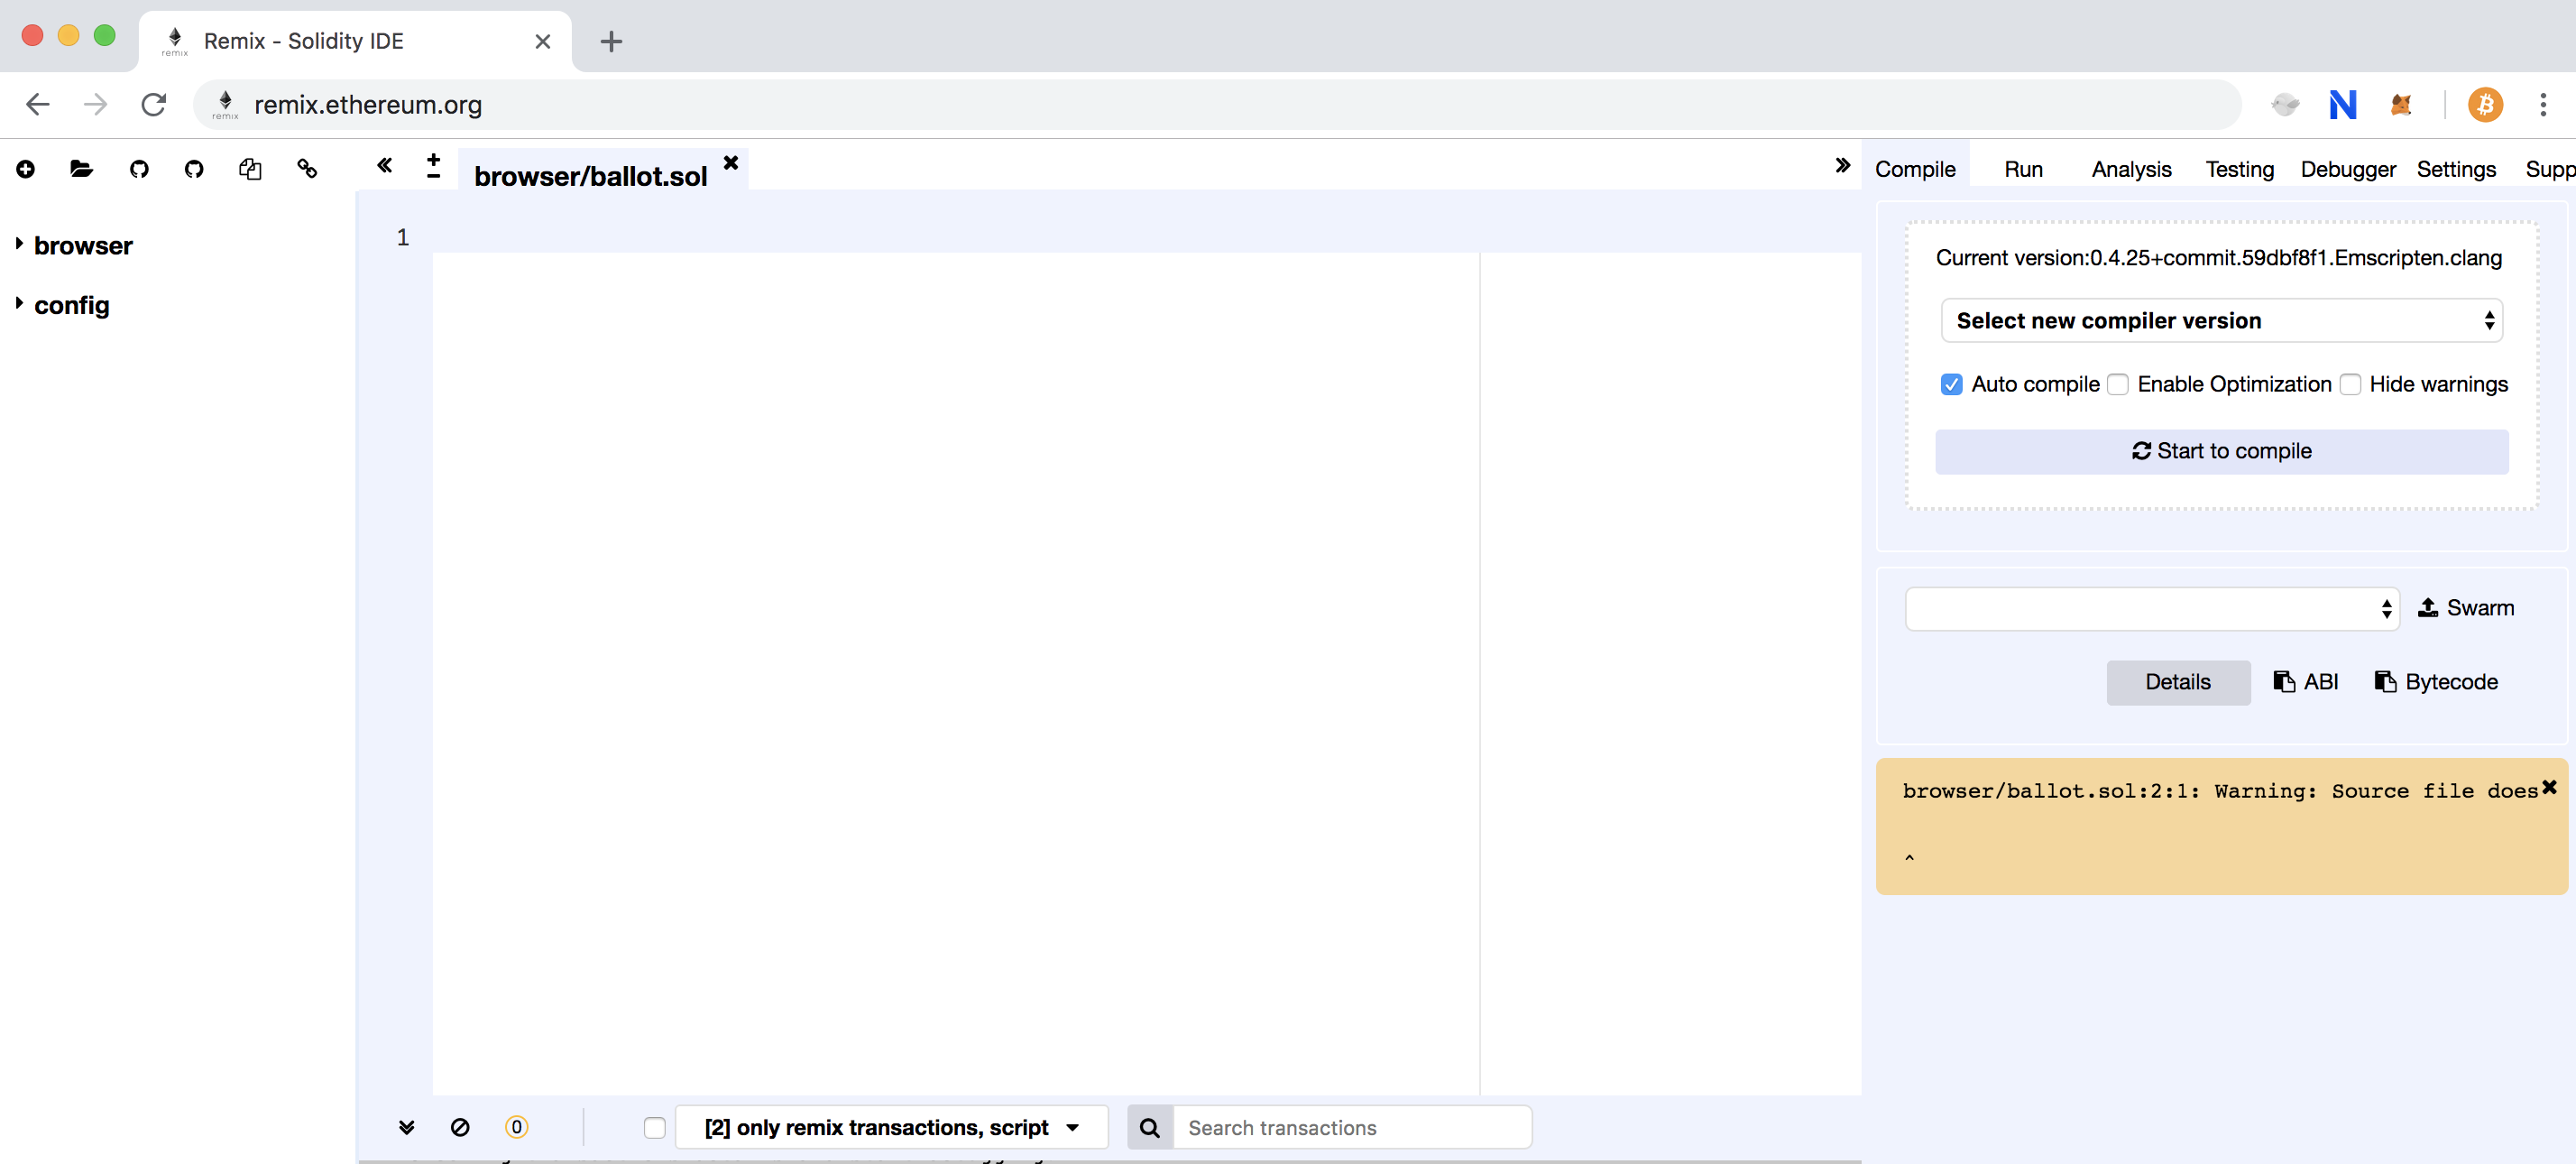 remix Remix - Solidity IDE
remix remix.ethereum.org
browser/ballot.sol
Compile Run Analysis Testing Debugger Settings Supp
browser
config
1
Current version:0.4.25+commit.59dbf8f1.Emscripten.clang
Select new compiler version
Auto compile Enable Optimization Hide warnings
Start to compile
Swarm
Details ABI Bytecode
browser/ballot.sol:2:1: Warning: Source file does
^
0 [2] only remix transactions, script Search transactions